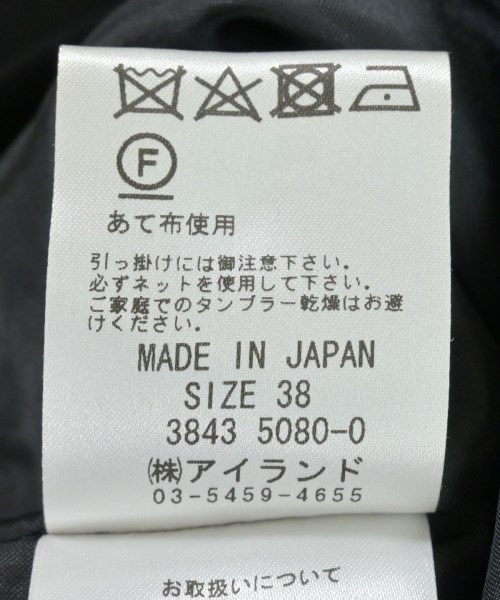 F
あて布使用
引っ掛けには御注意下さい。
必ずネットを使用して下さい。
ご家庭でのタンブラー乾燥はお避
けください。
MADE IN JAPAN
SIZE 38
3843 5080-0
㈱アイランド
03-5459-4655
お取扱いについて